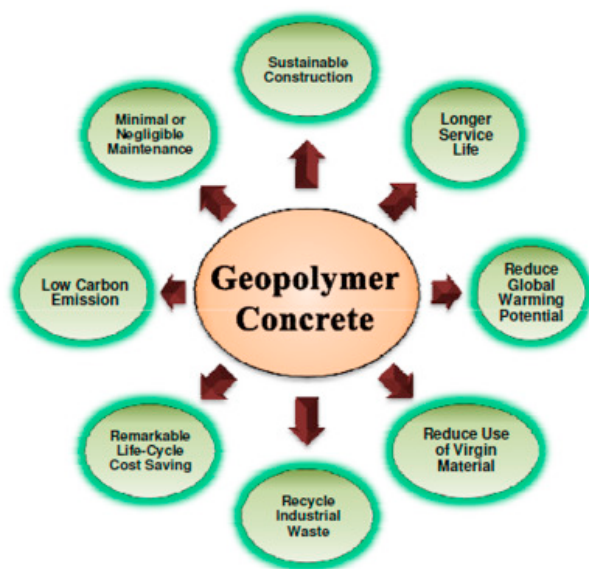 Sustainable
Construction
Minimal or
Negligible
Maintenance
Longer
Service
Life
Geopolymer
Concrete
Low Carbon
Emission
Reduce
Global
Warming
Potential
Remarkable
Life-Cycle
Cost Saving
Reduce Use
of Virgin
Material
Recycle
Industrial
Waste